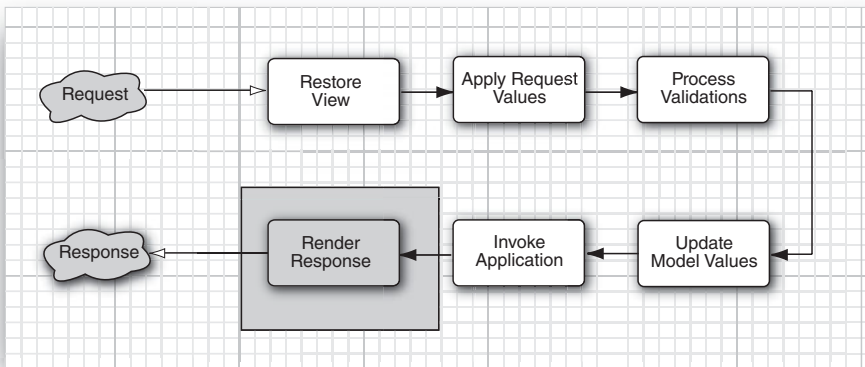 Request
Restore
View
Apply Request
Values
Process
Validations
Response
Render
Response
Invoke
Application
Update
Model Values